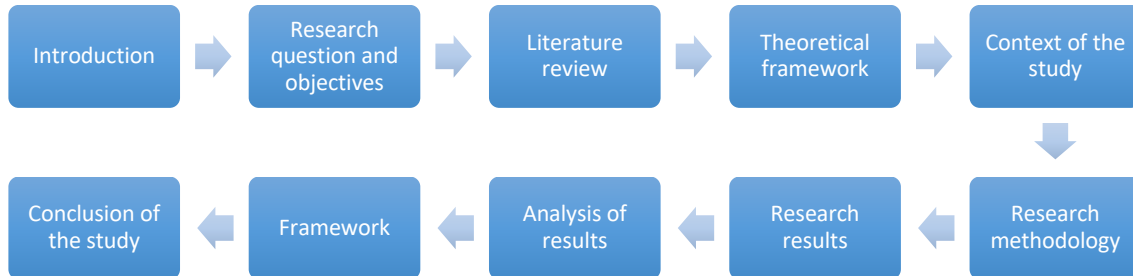 Introduction
Research
question and
objectives
Literature
review
Theoretical
framework
Context of the
study
Conclusion of
the study
Framework
Analysis of
results
Research
results
Research
methodology